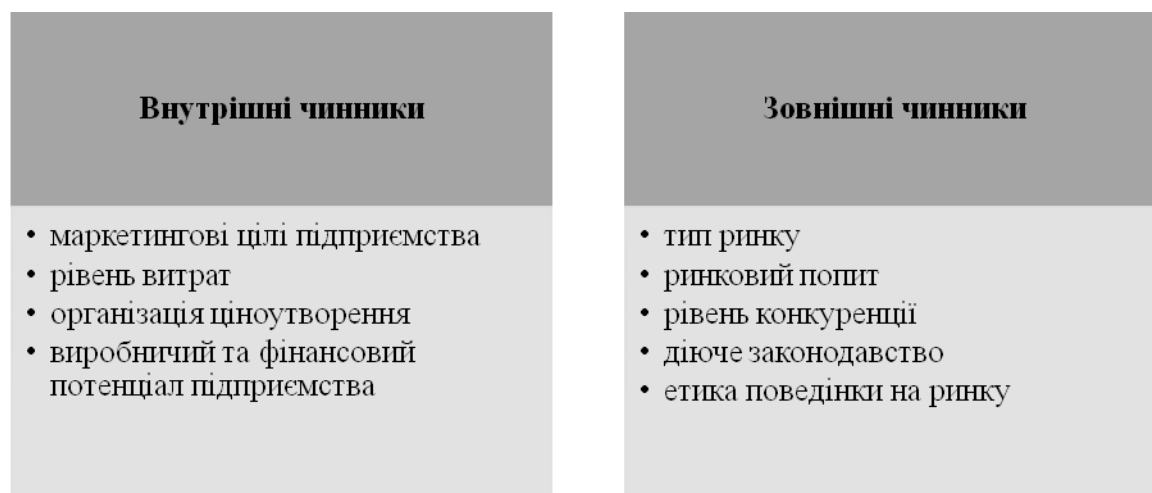 Внутрішні чинники
• маркетингові цілі підприємства
• рівень витрат
• організація ціноутворення
• виробничий та фінансовий
потенціал підприємства
Зовнішні чинники
• тип ринку
• ринковий попит
• рівень конкуренції
• діюче законодавство
• етика поведінки на ринку